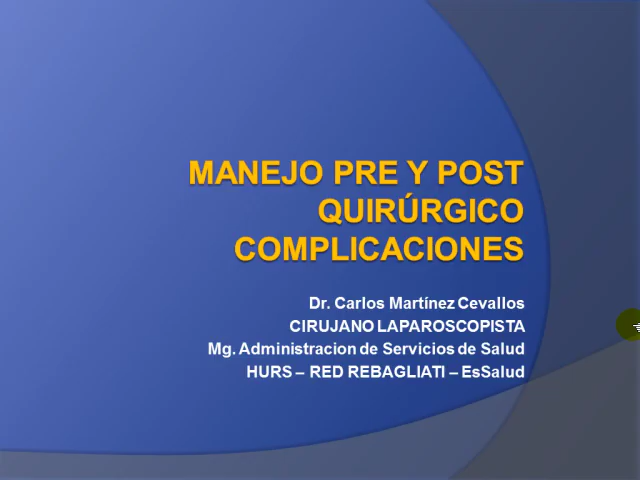 MANEJO PRE Y POST
QUIRÚRGICO
COMPLICACIONES
Dr. Carlos Martínez Cevallos
CIRUJANO LAPAROSCOPISTA
Mg. Administracion de Servicios de Salud
HURS – RED REBAGLIATI – EsSalud